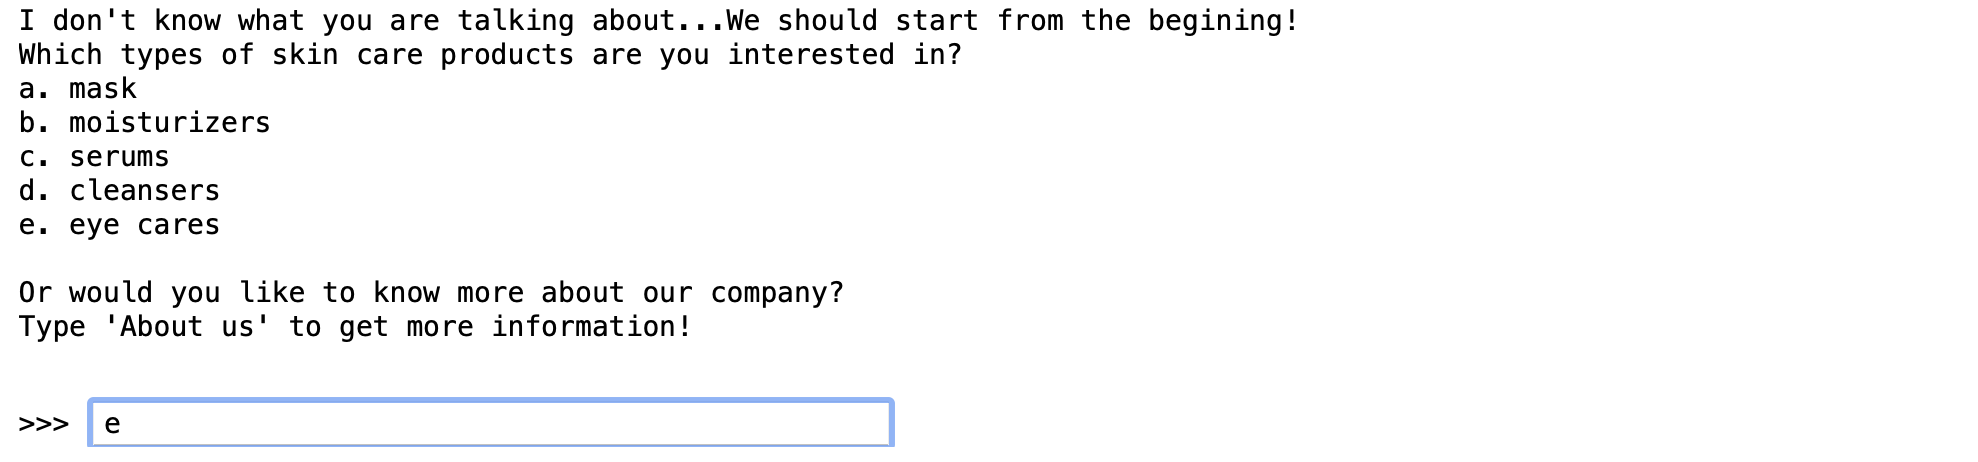 I don't know what you are talking about...We should start from the begining!
Which types of skin care products are you interested in?
a. mask
b. moisturizers
c. serums
d. cleansers
e. eye cares
Or would you like to know more about our company?
Type 'About us' to get more information!
>>> e